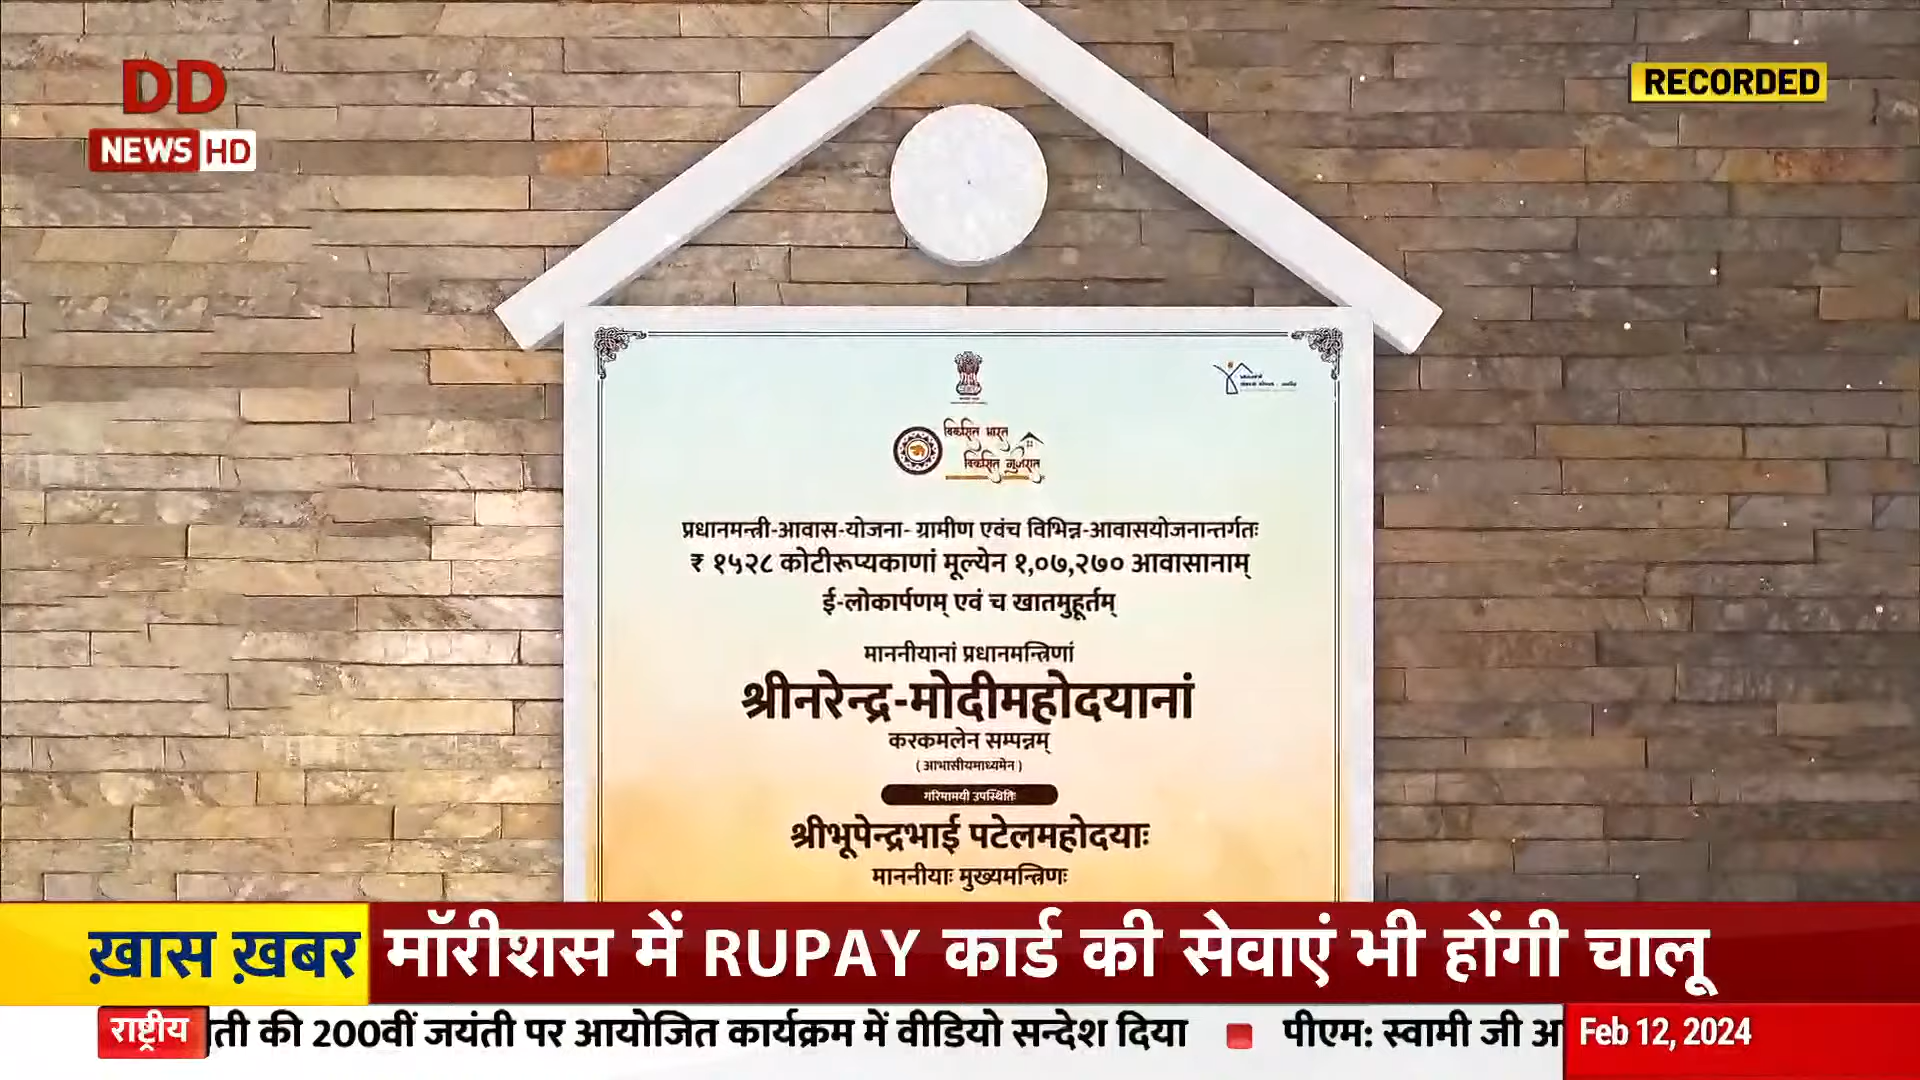 DD
NEWS HD
RECORDED
विकसित भारत
विकसित गुजरात
प्रधानमन्त्री-आवास-योजना- ग्रामीण एवंच विभिन्न-आवासयोजनान्तर्गतः
₹ १५२८ कोटीरूप्यकाणां मूल्येन १,०७,२७० आवासानाम्
ई-लोकार्पणम् एवं च खातमुहूर्तम्
माननीयानां प्रधानमन्त्रिणां
श्रीनरेन्द्र-मोदीमहोदयानां
करकमलेन सम्पन्नम्
( आभासीयमाध्यमेन )
गरिमामयी उपस्थितिः
श्रीभूपेन्द्रभाई पटेलमहोदयाः
माननीयाः मुख्यमन्त्रिणः
ख़ास ख़बर मॉरीशस में RUPAY कार्ड की सेवाएं भी होंगी चालू
राष्ट्रीय ती की 200वीं जयंती पर आयोजित कार्यक्रम में वीडियो सन्देश दिया पीएम: स्वामी जी अ Feb 12, 2024